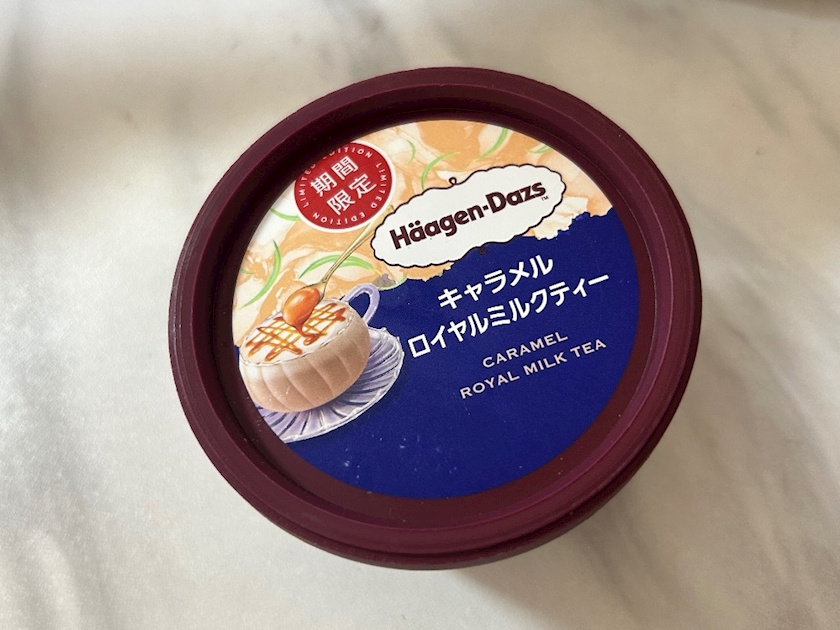 LIMITED EDITION LIMITED EDITION
期間
限定
Häagen-Dazs™
キャラメル
ロイヤルミルクティー
CARAMEL
ROYAL MILK TEA